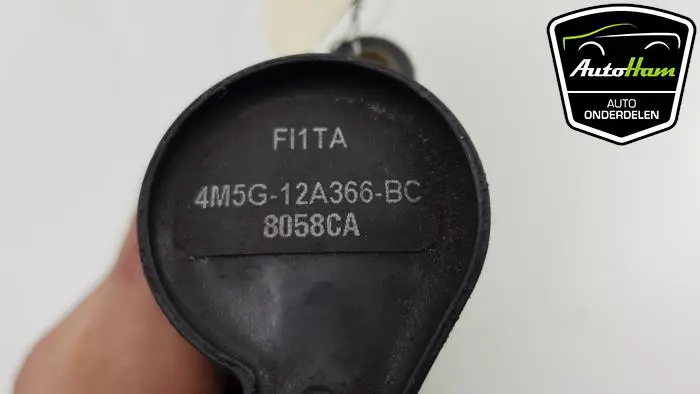 FI1TA
4M5G-12A366-BC
8058CA
AutoHam
AUTO
ONDERDELEN